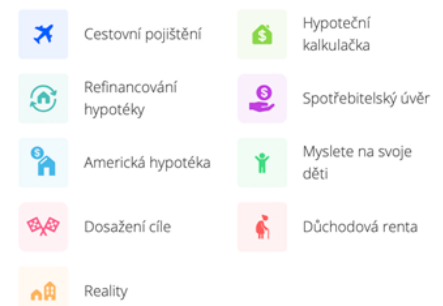 Cestovní pojištění
Hypoteční
kalkulačka
Refinancování
hypotéky
Spotřebitelský úvěr
Americká hypotéka
Myslete na svoje
děti
Dosažení cíle
Důchodová renta
Reality